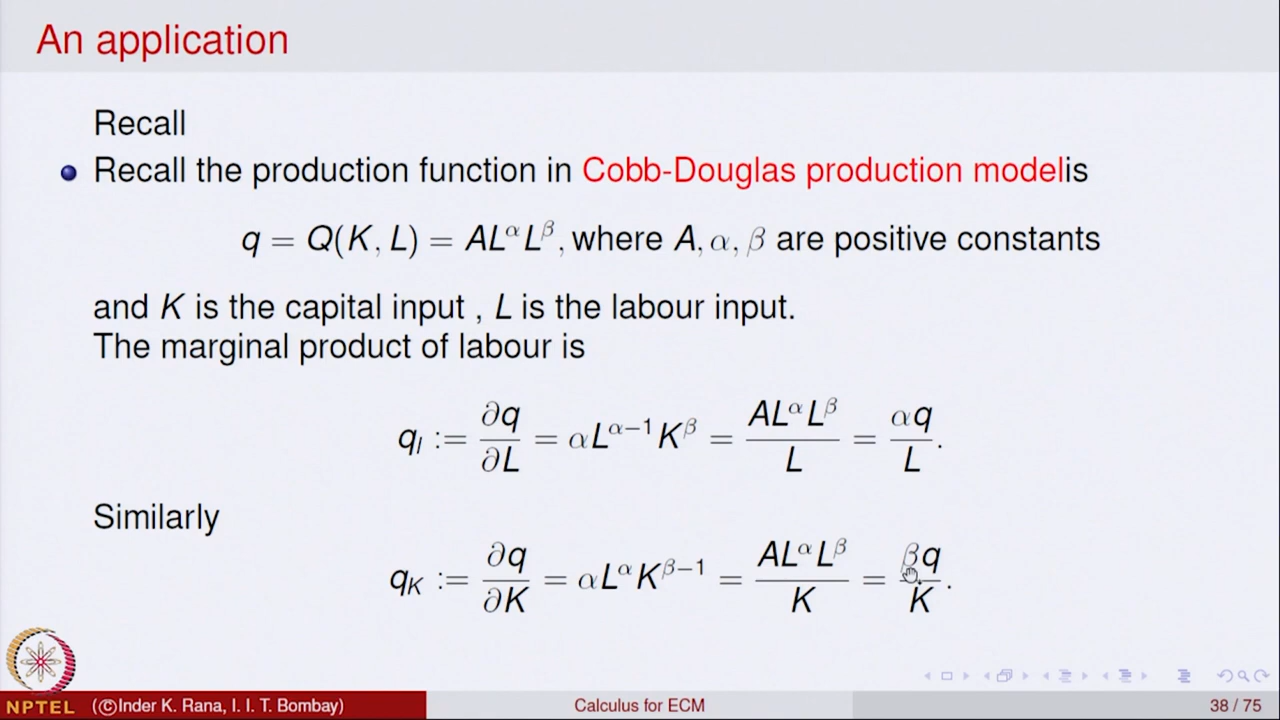 An application
Recall
Recall the production function in Cobb-Douglas production modelis
q = Q(K, L) = AL^α L^β, where A, α, β are positive constants
and K is the capital input , L is the labour input.
The marginal product of labour is
q_l := ∂q/∂L = αL^{α−1}K^β = AL^α L^β/L = αq/L.
Similarly
q_K := ∂q/∂K = αL^α K^{β−1} = AL^α L^β/K = βq/K.
NPTEL (©Inder K. Rana, I. I. T. Bombay) Calculus for ECM 38 / 75